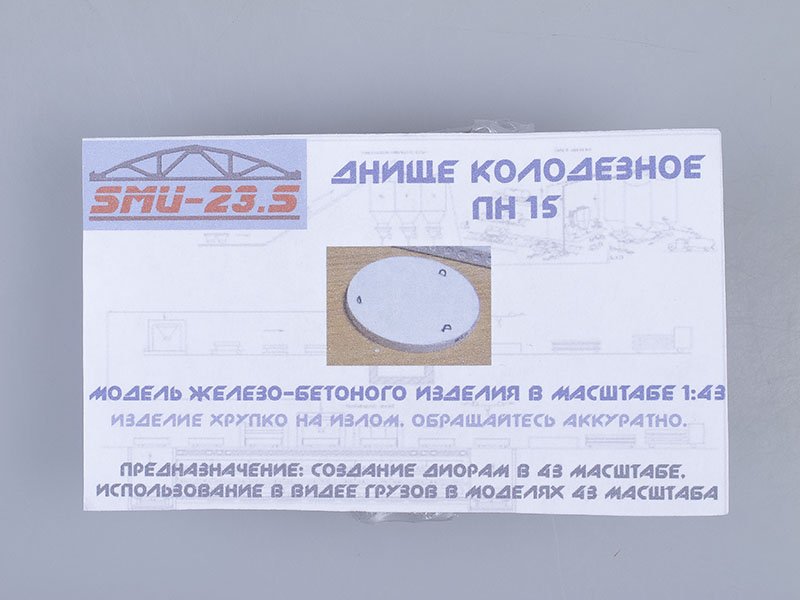 SMU-23.S
ДНИЩЕ КОЛОДЕЗНОЕ
ПН 15
МОДЕЛЬ ЖЕЛЕЗО-БЕТОНОГО ИЗДЕЛИЯ В МАСШТАБЕ 1:43
ИЗДЕЛИЕ ХРУПКО НА ИЗЛОМ. ОБРАЩАЙТЕСЬ АККУРАТНО.
ПРЕДНАЗНАЧЕНИЕ: СОЗДАНИЕ ДИОРАМ В 43 МАСШТАБЕ,
ИСПОЛЬЗОВАНИЕ В ВИДЕЕ ГРУЗОВ В МОДЕЛЯХ 43 МАСШТАБА